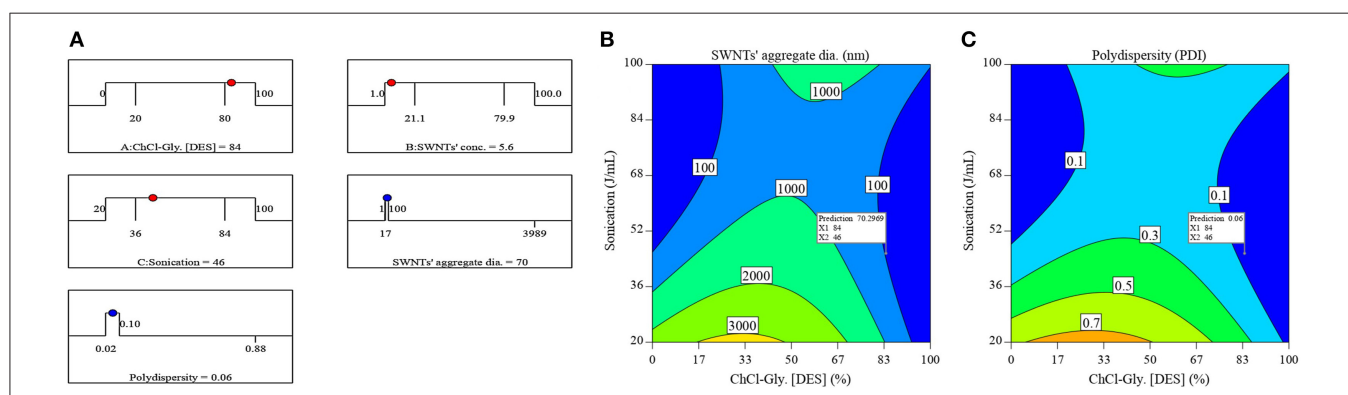 A
0
100
20
80
A:ChCl-Gly. [DES] = 84
1.0
100.0
21.1
79.9
B:SWNTs' conc. = 5.6
20
100
36
84
C:Sonication = 46
1
100
17
3989
SWNTs' aggregate dia. = 70
0.10
0.02
0.88
Polydispersity = 0.06
B
SWNTs' aggregate dia. (nm)
Sonication (J/mL)
100
84
68
52
36
20
1000
100
1000
100
2000
3000
Prediction 70.2969
X1 84
X2 46
0
17
33
50
67
83
100
ChCl-Gly. [DES] (%)
C
Polydispersity (PDI)
Sonication (J/mL)
100
84
68
52
36
20
0.1
0.1
0.3
0.5
0.7
Prediction 0.06
X1 84
X2 46
0
17
33
50
67
83
100
ChCl-Gly. [DES] (%)